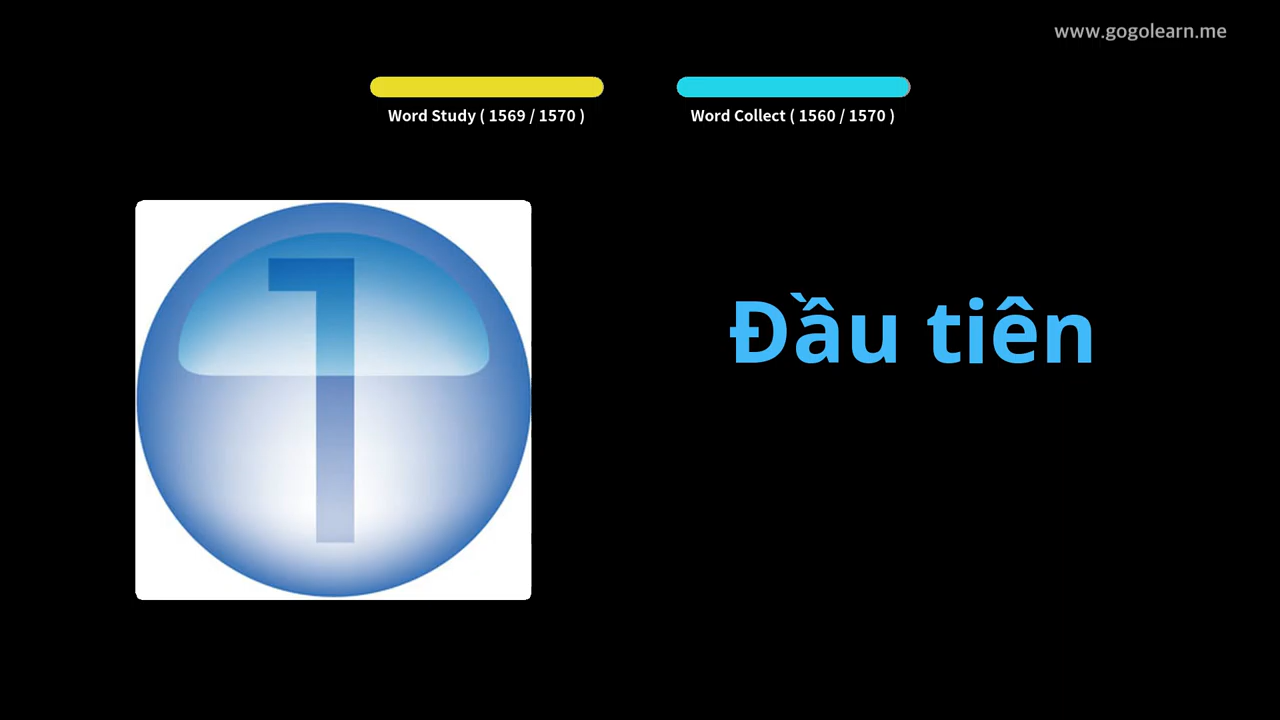 www.gogolearn.me
Word Study ( 1569 / 1570 )
Word Collect ( 1560 / 1570 )
1
Đầu tiên